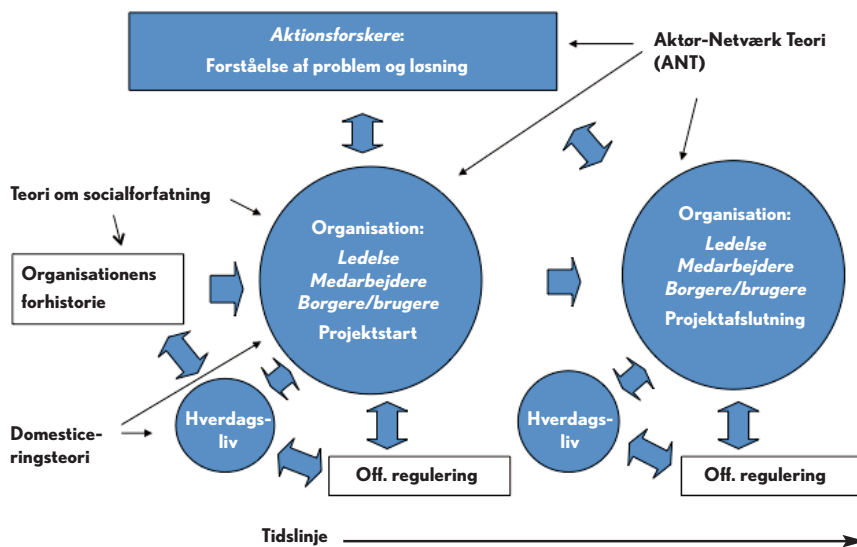 Aktionsforskere:
Forståelse af problem og løsning
Aktør-Netværk Teori
(ANT)
Teori om socialforfatning
Organisationens
forhistorie
Organisation:
Ledelse
Medarbejdere
Borgere/brugere
Projektstart
Organisation:
Ledelse
Medarbejdere
Borgere/brugere
Projektafslutning
Domestice-
ringsteori
Hverdags-
liv
Off. regulering
Hverdags-
liv
Off. regulering
Tidslinje